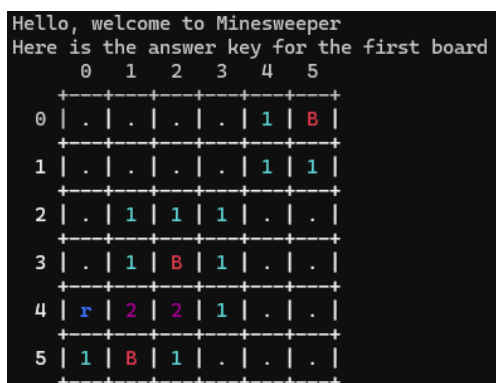 Hello, welcome to Minesweeper
Here is the answer key for the first board
0 1 2 3 4 5
+---+---+---+---+---+---+
0 | . | . | . | . | 1 | B |
+---+---+---+---+---+---+
1 | . | . | . | . | 1 | 1 |
+---+---+---+---+---+---+
2 | . | 1 | 1 | 1 | . | . |
+---+---+---+---+---+---+
3 | . | 1 | B | 1 | . | . |
+---+---+---+---+---+---+
4 | r | 2 | 2 | 1 | . | . |
+---+---+---+---+---+---+
5 | 1 | B | 1 | . | . | . |
+---+---+---+---+---+---+